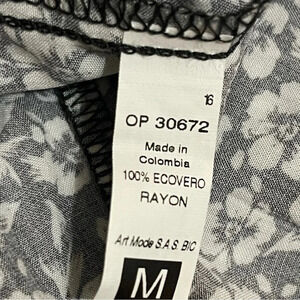 16
OP 30672
Made in
Colombia
100% ECOVERO
RAYON
Art Mode S.A.S. BIC
M